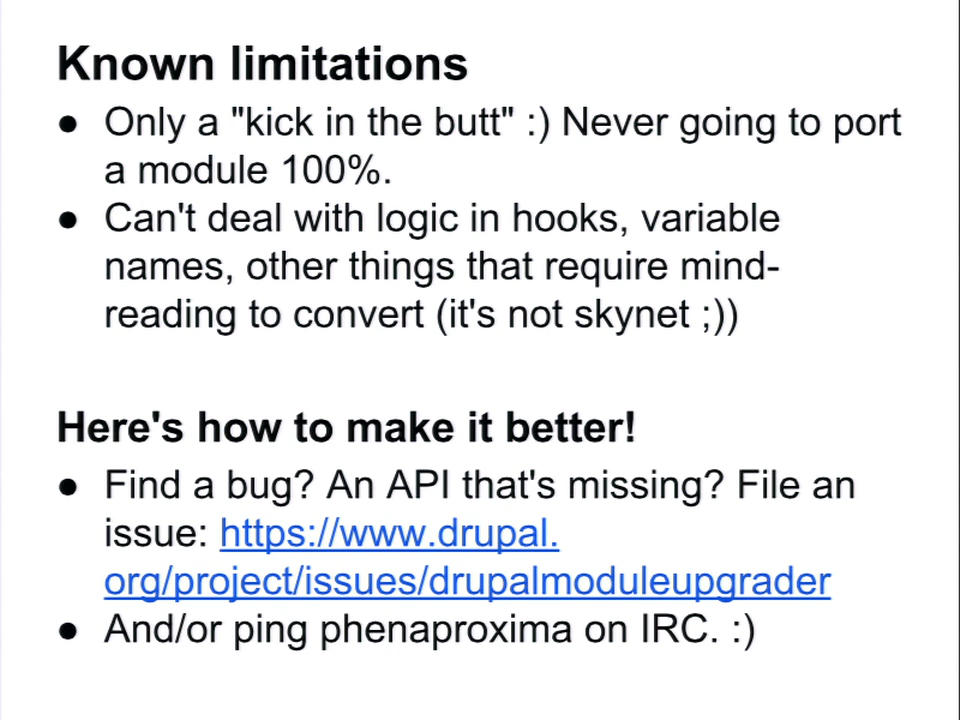 Known limitations
● Only a "kick in the butt" :) Never going to port
a module 100%.
● Can't deal with logic in hooks, variable
names, other things that require mind-
reading to convert (it's not skynet ;))
Here's how to make it better!
● Find a bug? An API that's missing? File an
issue: https://www.drupal.
org/project/issues/drupalmoduleupgrader
● And/or ping phenaproxima on IRC. :)